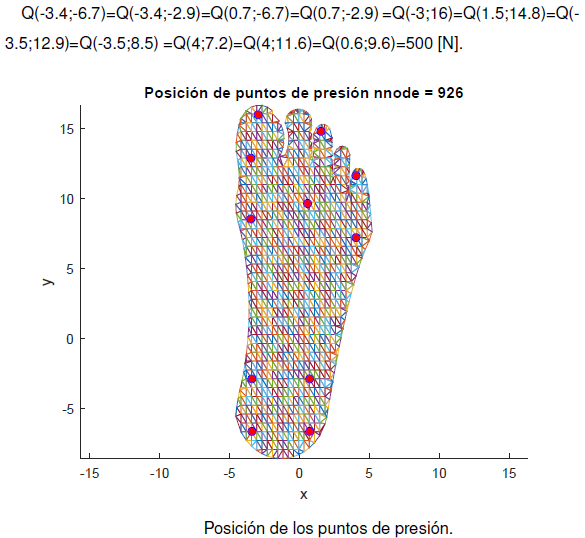 Q(-3.4;-6.7)=Q(-3.4;-2.9)=Q(0.7;-6.7)=Q(0.7;-2.9) =Q(-3;16)=Q(1.5;14.8)=Q(-
3.5;12.9)=Q(-3.5;8.5) =Q(4;7.2)=Q(4;11.6)=Q(0.6;9.6)=500 [N].
Posición de puntos de presión nnode = 926
15
10
5
0
-5
y
-15 -10 -5 0 5 10 15
x
Posición de los puntos de presión.